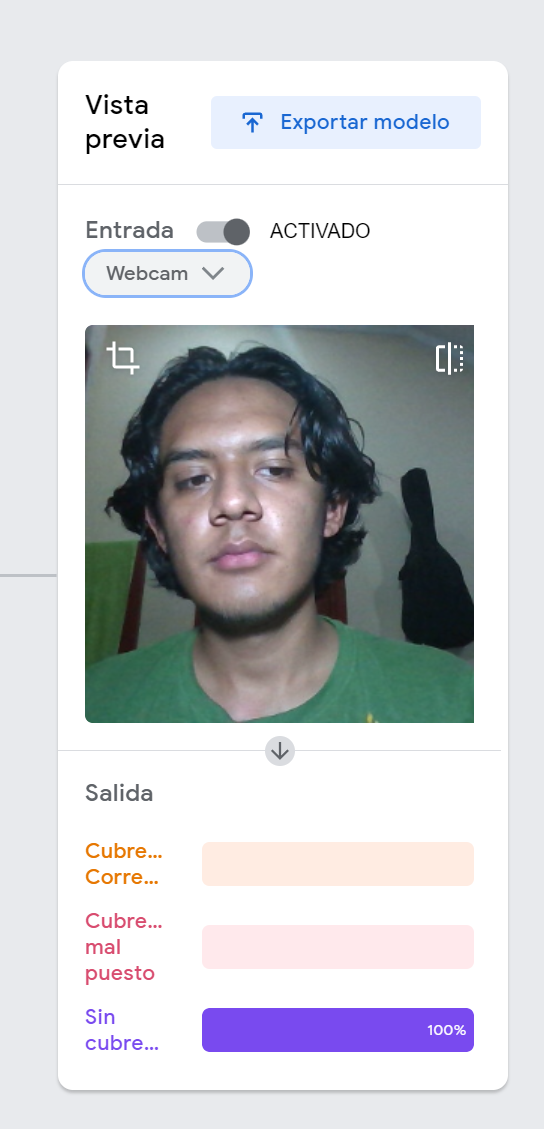 Vista
previa
Exportar modelo
Entrada
ACTIVADO
Webcam
Salida
Cubre...
Corre...
Cubre...
mal
puesto
Sin
cubre...
100%